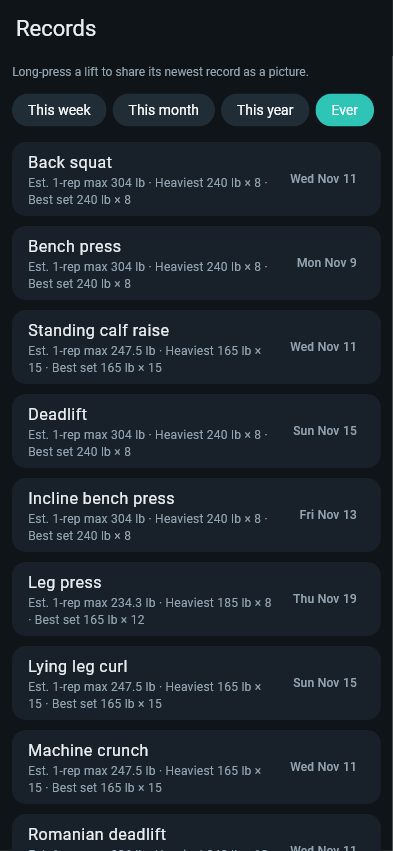 Records
Long-press a lift to share its newest record as a picture.
This week
This month
This year
Ever
Back squat
Est. 1-rep max 304 lb · Heaviest 240 lb × 8 ·
Best set 240 lb × 8
Wed Nov 11
Bench press
Est. 1-rep max 304 lb · Heaviest 240 lb × 8 ·
Best set 240 lb × 8
Mon Nov 9
Standing calf raise
Est. 1-rep max 247.5 lb · Heaviest 165 lb ×
15 · Best set 165 lb × 15
Wed Nov 11
Deadlift
Est. 1-rep max 304 lb · Heaviest 240 lb × 8 ·
Best set 240 lb × 8
Sun Nov 15
Incline bench press
Est. 1-rep max 304 lb · Heaviest 240 lb × 8 ·
Best set 240 lb × 8
Fri Nov 13
Leg press
Est. 1-rep max 234.3 lb · Heaviest 185 lb × 8
· Best set 165 lb × 12
Thu Nov 19
Lying leg curl
Est. 1-rep max 247.5 lb · Heaviest 165 lb ×
15 · Best set 165 lb × 15
Sun Nov 15
Machine crunch
Est. 1-rep max 247.5 lb · Heaviest 165 lb ×
15 · Best set 165 lb × 15
Wed Nov 11
Romanian deadlift
Wed Nov 11